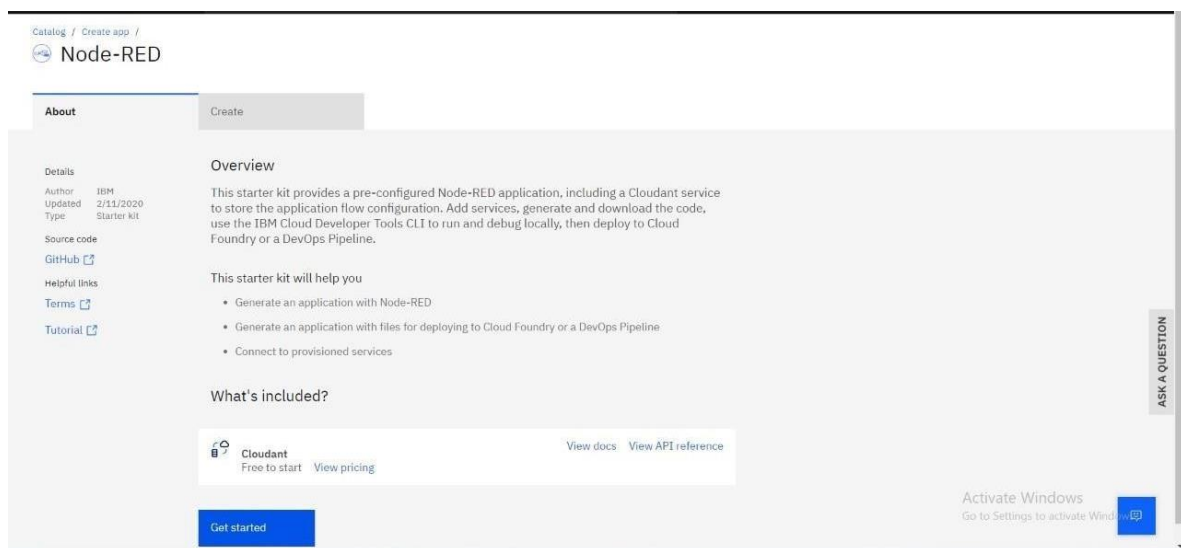 Catalog / Create app /
Node-RED
About
Create
Details
Author IBM
Updated 2/11/2020
Type Starter kit
Source code
GitHub
Helpful links
Terms
Tutorial
Overview
This starter kit provides a pre-configured Node-RED application, including a Cloudant service
to store the application flow configuration. Add services, generate and download the code,
use the IBM Cloud Developer Tools CLI to run and debug locally, then deploy to Cloud
Foundry or a DevOps Pipeline.
This starter kit will help you
• Generate an application with Node-RED
• Generate an application with files for deploying to Cloud Foundry or a DevOps Pipeline
• Connect to provisioned services
What's included?
Cloudant
Free to start View pricing
View docs View API reference
Get started
ASK A QUESTION
Activate Windows
Go to Settings to activate Windows